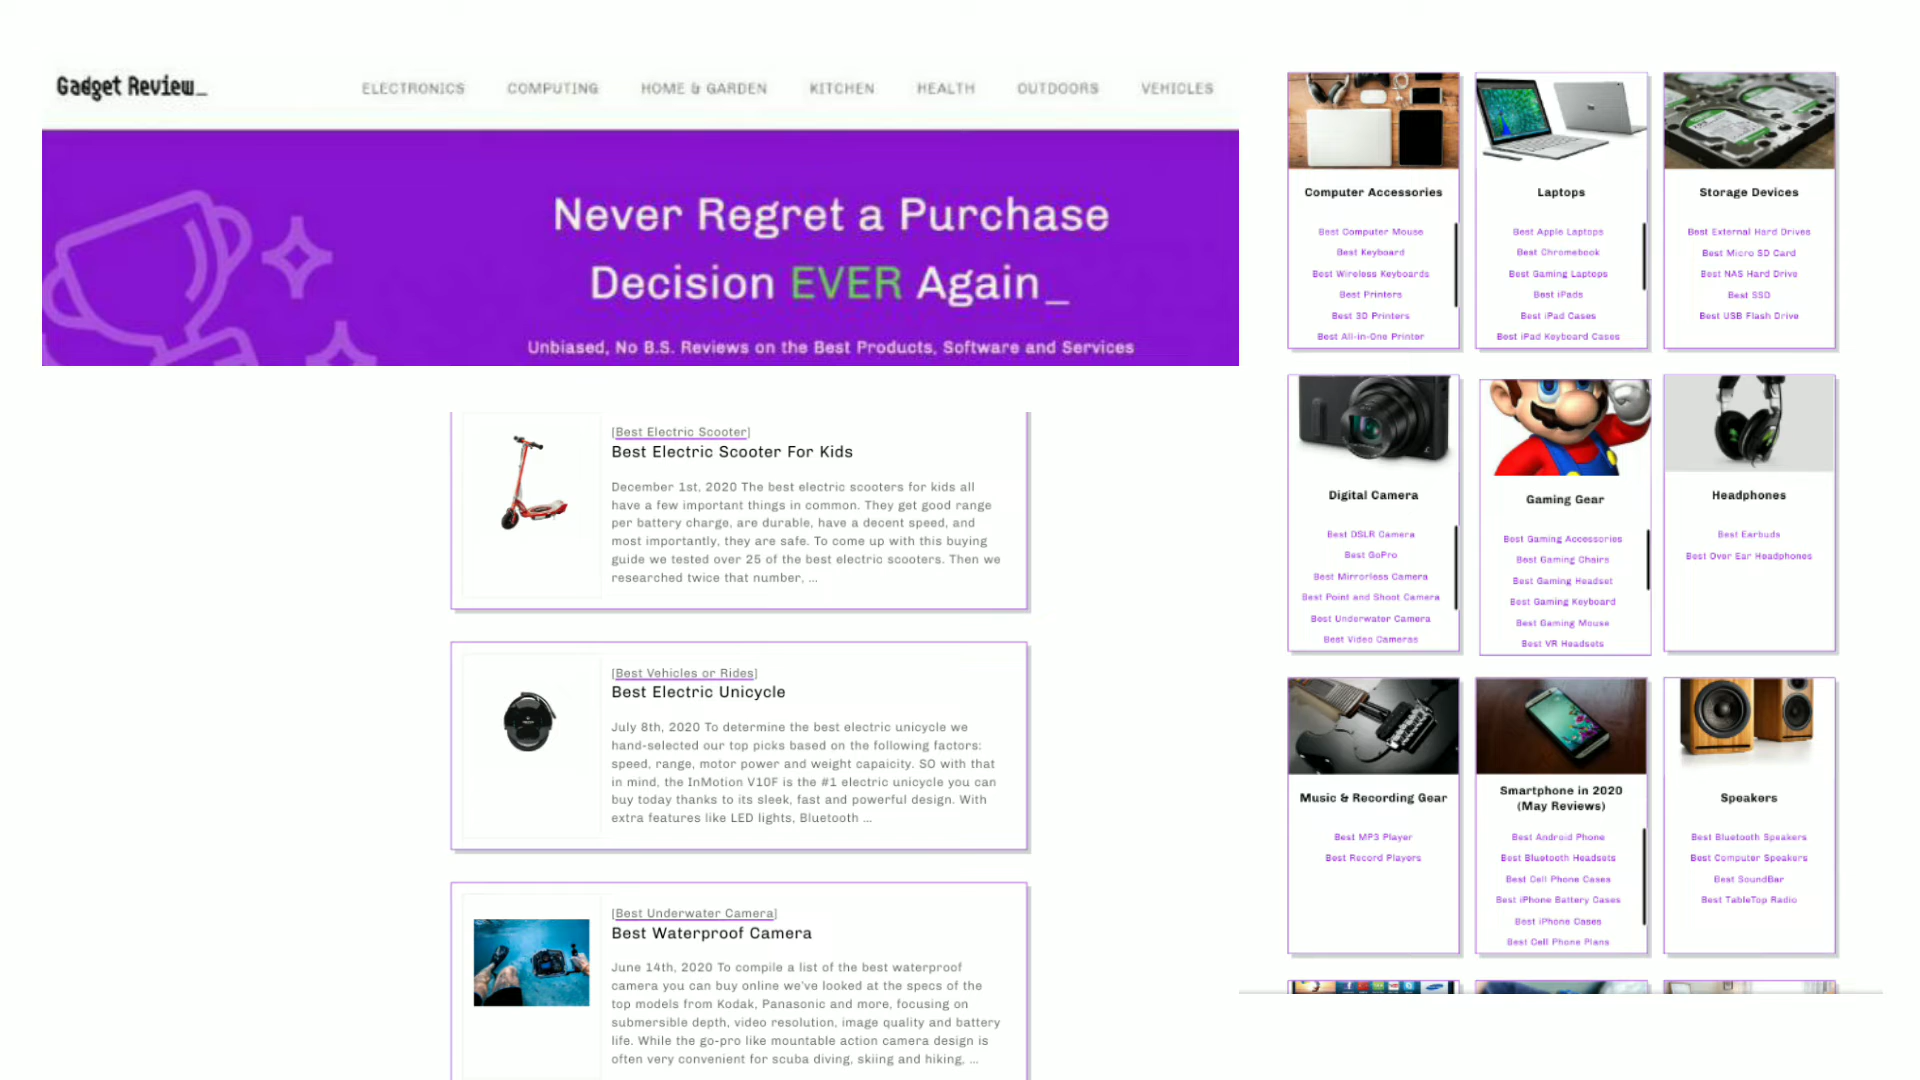 Gadget Review_
ELECTRONICS COMPUTING HOME & GARDEN KITCHEN HEALTH OUTDOORS VEHICLES
Never Regret a Purchase
Decision EVER Again_
Unbiased, No B.S. Reviews on the Best Products, Software and Services
[Best Electric Scooter]
Best Electric Scooter For Kids
December 1st, 2020 The best electric scooters for kids all
have a few important things in common. They get good range
per battery charge, are durable, have a decent speed, and
most importantly, they are safe. To come up with this buying
guide we tested over 25 of the best electric scooters. Then we
researched twice that number, ...
[Best Vehicles or Rides]
Best Electric Unicycle
July 8th, 2020 To determine the best electric unicycle we
hand-selected our top picks based on the following factors:
speed, range, motor power and weight capaicity. SO with that
in mind, the InMotion V10F is the #1 electric unicycle you can
buy today thanks to its sleek, fast and powerful design. With
extra features like LED lights, Bluetooth ...
[Best Underwater Camera]
Best Waterproof Camera
June 14th, 2020 To compile a list of the best waterproof
camera you can buy online we've looked at the specs of the
top models from Kodak, Panasonic and more, focusing on
submersible depth, video resolution, image quality and battery
life. While the go-pro like mountable action camera design is
often very convenient for scuba diving, skiing and hiking, ...
Computer Accessories
Best Computer Mouse
Best Keyboard
Best Wireless Keyboards
Best Printers
Best 3D Printers
Best All-in-One Printer
Laptops
Best Apple Laptops
Best Chromebook
Best Gaming Laptops
Best iPads
Best iPad Cases
Best iPad Keyboard Cases
Storage Devices
Best External Hard Drives
Best Micro SD Card
Best NAS Hard Drive
Best SSD
Best USB Flash Drive
Digital Camera
Best DSLR Camera
Best GoPro
Best Mirrorless Camera
Best Point and Shoot Camera
Best Underwater Camera
Best Video Cameras
Gaming Gear
Best Gaming Accessories
Best Gaming Chairs
Best Gaming Headset
Best Gaming Keyboard
Best Gaming Mouse
Best VR Headsets
Headphones
Best Earbuds
Best Over Ear Headphones
Music & Recording Gear
Best MP3 Player
Best Record Players
Smartphone in 2020
(May Reviews)
Best Android Phone
Best Bluetooth Headsets
Best Cell Phone Cases
Best iPhone Battery Cases
Best iPhone Cases
Best Cell Phone Plans
Speakers
Best Bluetooth Speakers
Best Computer Speakers
Best SoundBar
Best TableTop Radio